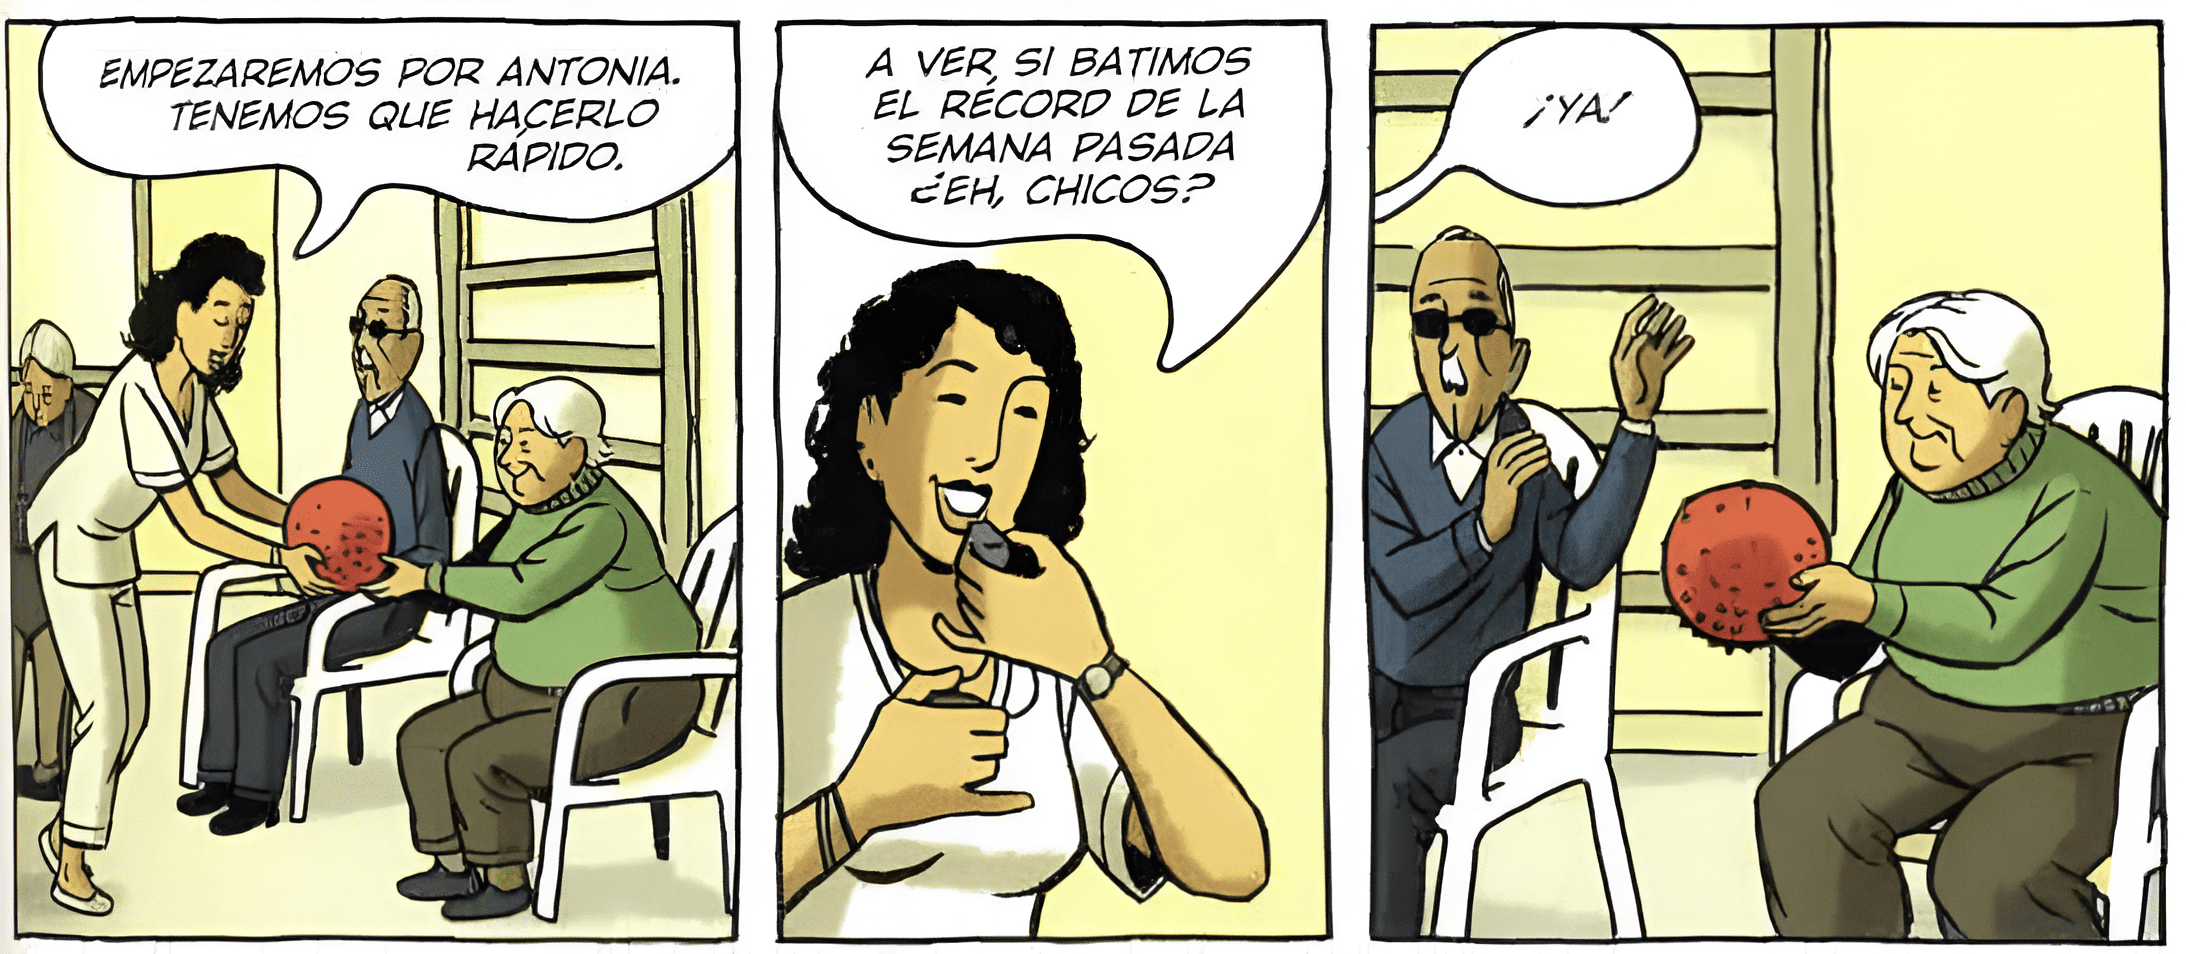 EMPEZAREMOS POR ANTONIA.
TENEMOS QUE HACERLO
RÁPIDO.
A VER SI BATIMOS
EL RÉCORD DE LA
SEMANA PASADA
¿EH, CHICOS?
¡YA!